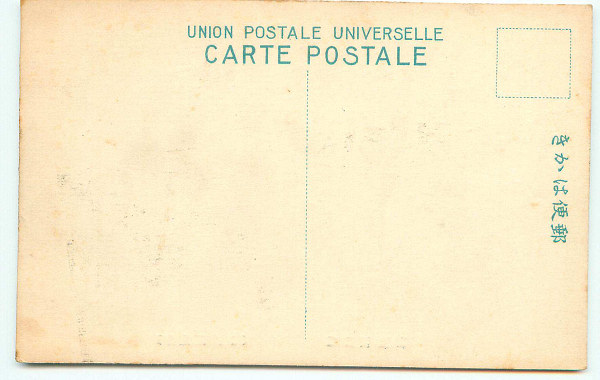 UNION POSTALE UNIVERSELLE
CARTE POSTALE
きかは便郵